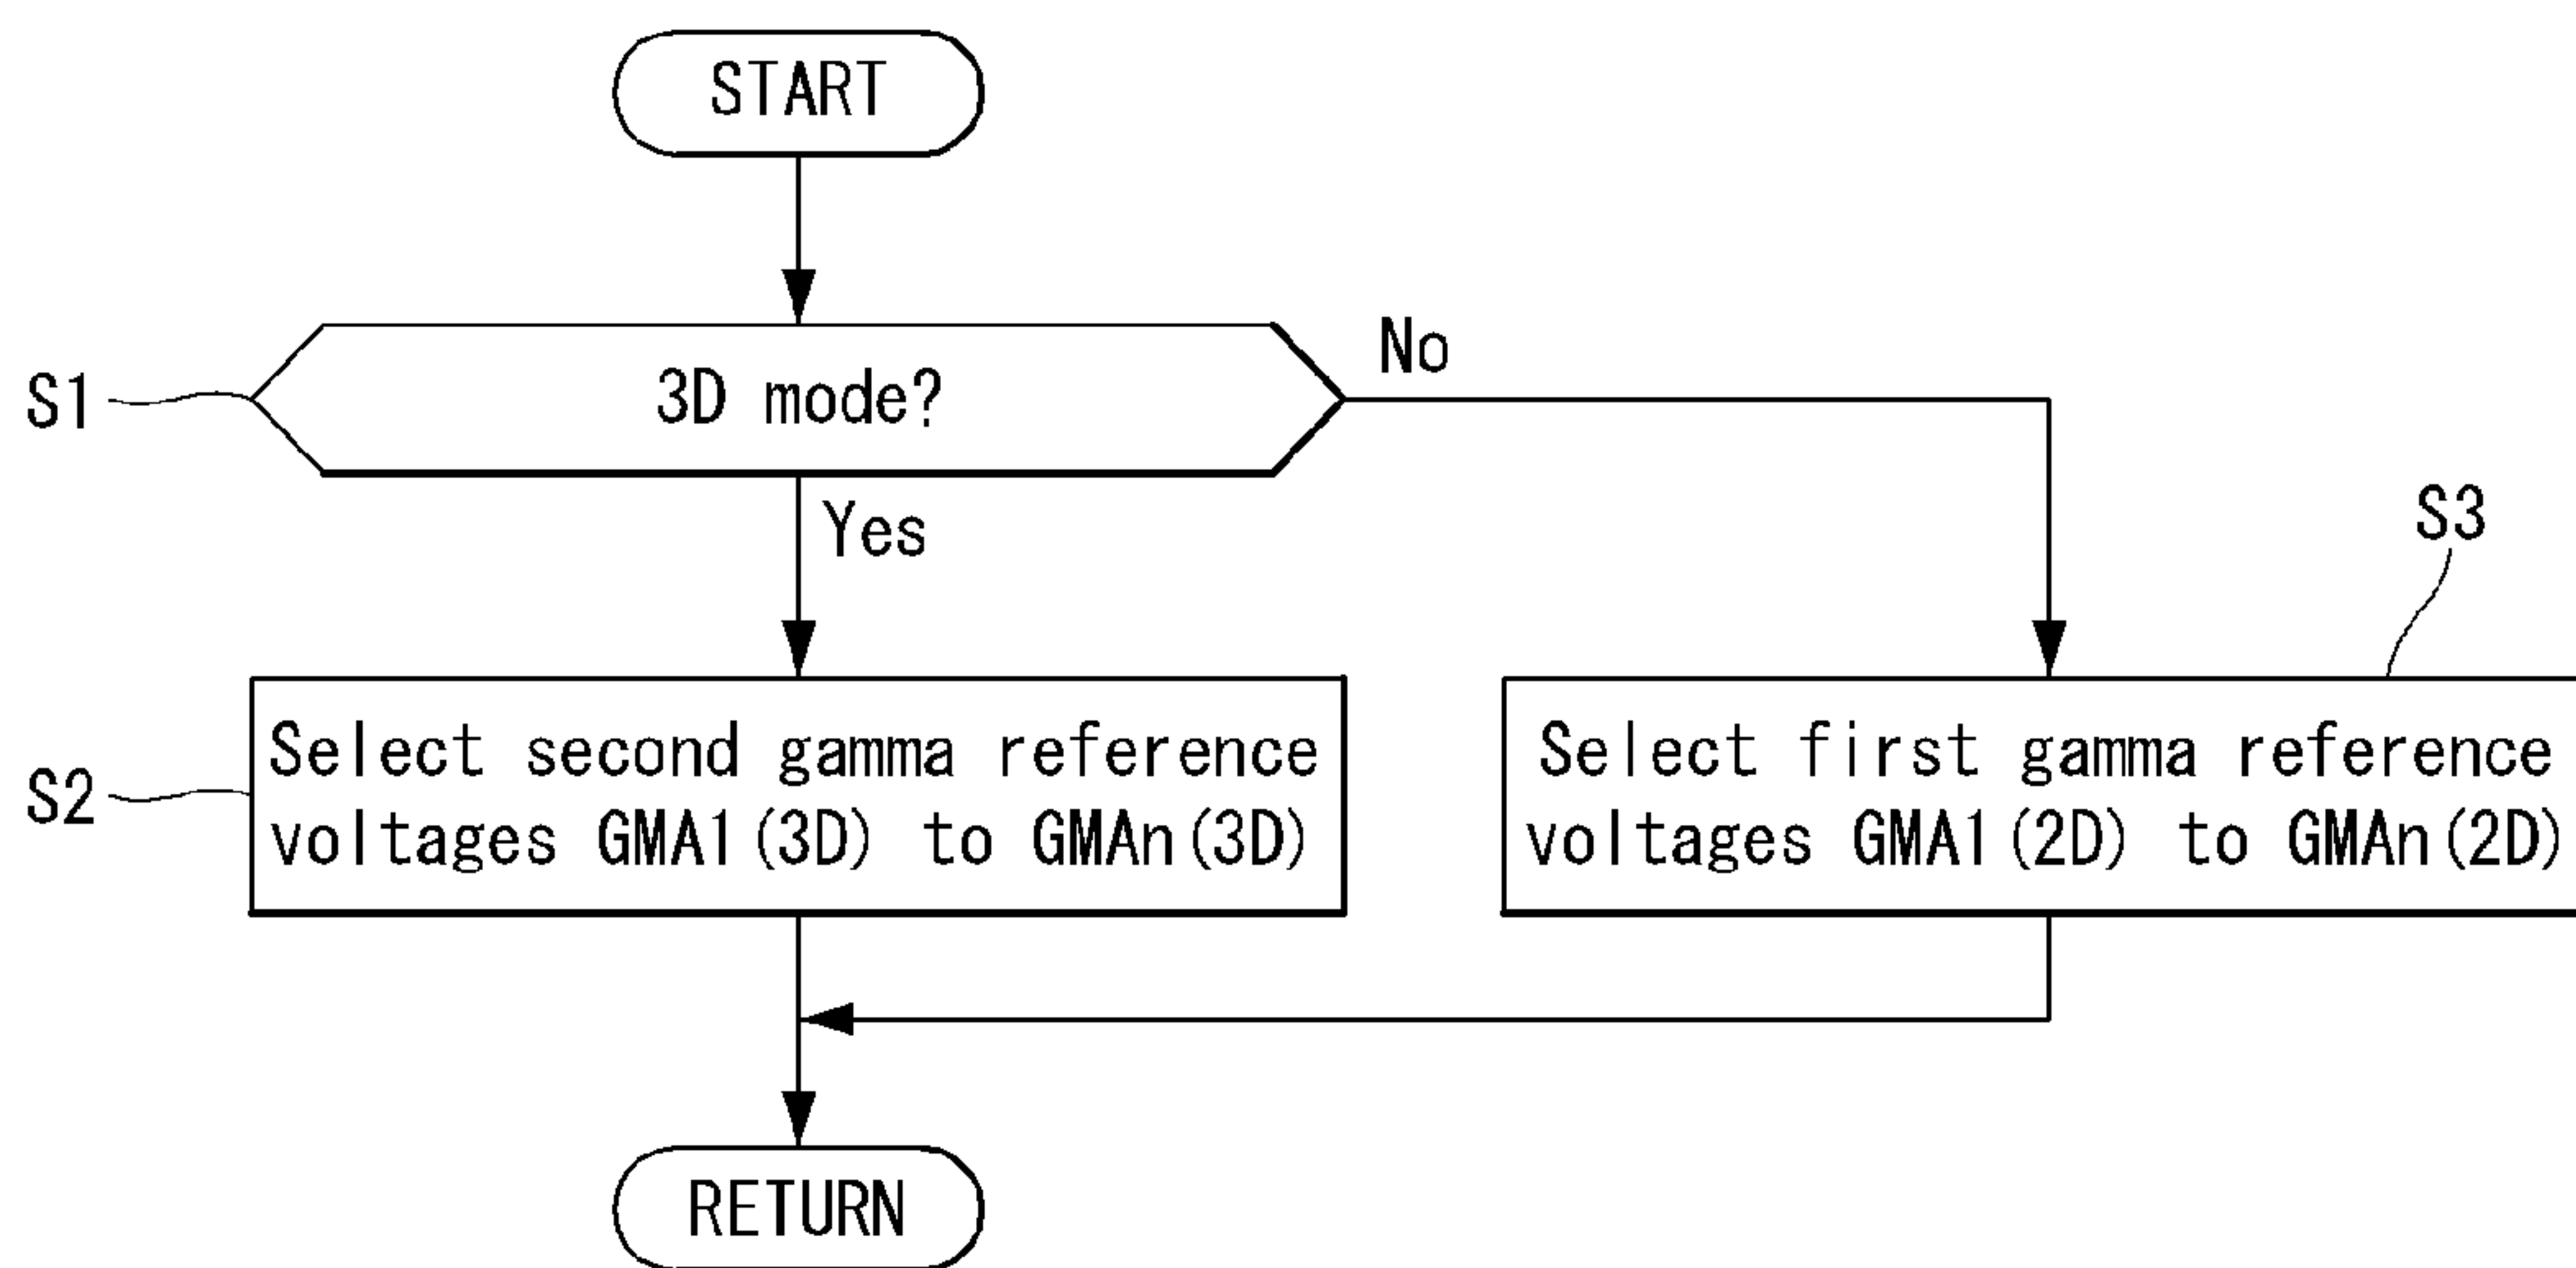 START
S1
3D mode?
No
Yes
S3
S2
Select second gamma reference
voltages GMA1(3D) to GMAn(3D)
Select first gamma reference
voltages GMA1(2D) to GMAn(2D)
RETURN